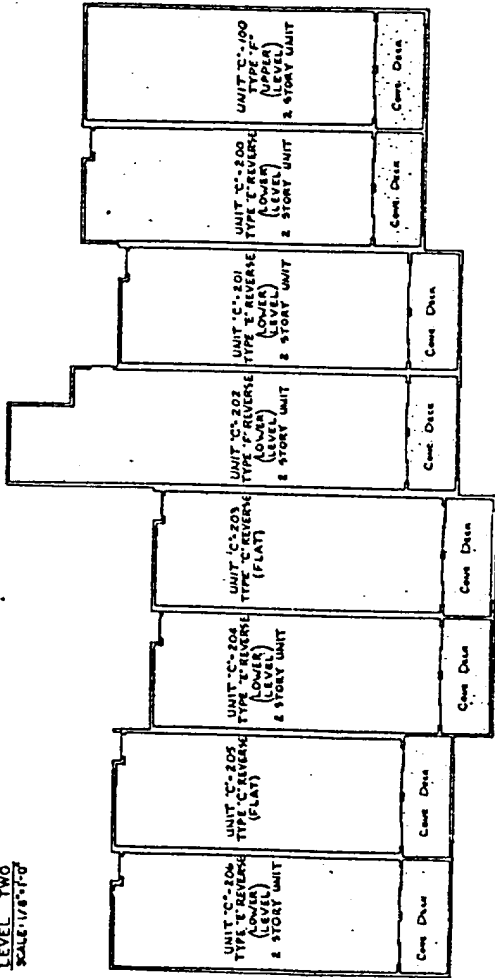 LEVEL TWO
SCALE: 1/8"=1'-0"
UNIT "C"-206
TYPE "E" REVERSE
(LOWER)
(LEVEL)
2 STORY UNIT
Conc Deck
UNIT "C"-205
TYPE "C" REVERSE
(FLAT)
Conc Deck
UNIT "C"-204
TYPE "E" REVERSE
(LOWER)
(LEVEL)
2 STORY UNIT
Conc Deck
UNIT "C"-203
TYPE "C" REVERSE
(FLAT)
Conc Deck
UNIT "C"-202
TYPE "F" REVERSE
(LOWER)
(LEVEL)
2 STORY UNIT
Conc Deck
UNIT "C"-201
TYPE "E" REVERSE
(LOWER)
(LEVEL)
2 STORY UNIT
Conc Deck
UNIT "C"-200
TYPE "E" REVERSE
(LOWER)
(LEVEL)
2 STORY UNIT
Conc Deck
UNIT "C"-100
TYPE "F"
(UPPER)
(LEVEL)
2 STORY UNIT
Conc Deck